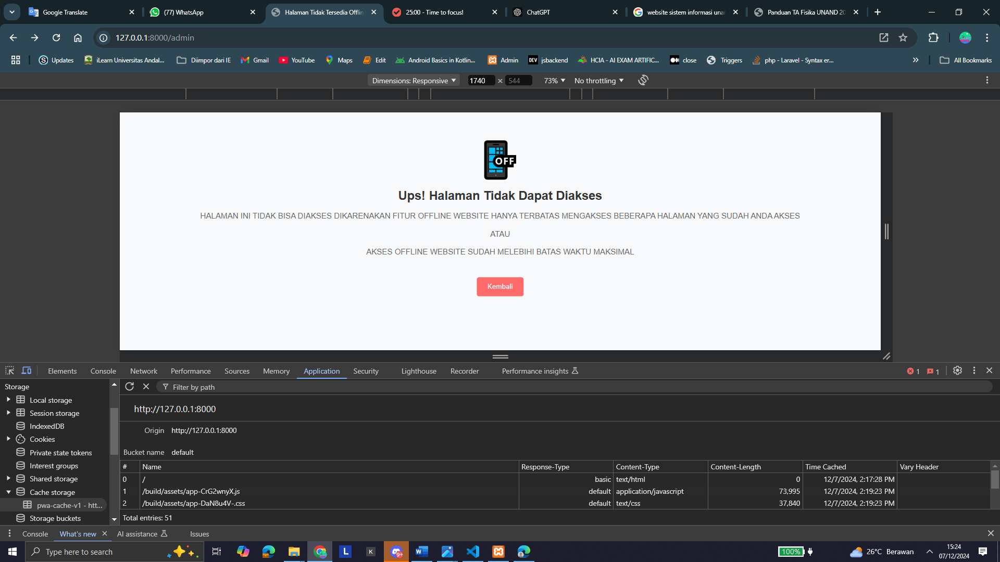 Google Translate
(77) WhatsApp
Halaman Tidak Tersedia Offlin
25:00 - Time to focus!
ChatGPT
website sistem informasi una
Panduan TA Fisika UNAND 20
127.0.0.1:8000/admin
Updates
iLearn Universitas Andal...
Diimpor dari IE
Gmail
YouTube
Maps
Edit
Android Basics in Kotlin...
Admin
DEV jsbackend
HCIA - AI EXAM ARTIFIC...
close
Triggers
php - Laravel - Syntax er...
All Bookmarks
Dimensions: Responsive
1740 × 544
73%
No throttling
OFF
Ups! Halaman Tidak Dapat Diakses
HALAMAN INI TIDAK BISA DIAKSES DIKARENAKAN FITUR OFFLINE WEBSITE HANYA TERBATAS MENGAKSES BEBERAPA HALAMAN YANG SUDAH ANDA AKSES
ATAU
AKSES OFFLINE WEBSITE SUDAH MELEBIHI BATAS WAKTU MAKSIMAL
Kembali
Elements
Console
Network
Performance
Sources
Memory
Application
Security
Lighthouse
Recorder
Performance insights
1
1
Storage
Local storage
Session storage
IndexedDB
Cookies
Private state tokens
Interest groups
Shared storage
Cache storage
pwa-cache-v1 - htt...
Storage buckets
Filter by path
http://127.0.0.1:8000
Origin http://127.0.0.1:8000
Bucket name default
# Name Response-Type Content-Type Content-Length Time Cached Vary Header
0 / basic text/html 0 12/7/2024, 2:17:28 PM
1 /build/assets/app-CrG2wnyX.js default application/javascript 73,995 12/7/2024, 2:19:23 PM
2 /build/assets/app-DaN8u4V-.css default text/css 37,840 12/7/2024, 2:19:23 PM
Total entries: 51
Console
What's new
AI assistance
Issues
Type here to search
L
K
9+
W
100%
26°C Berawan
15:24
07/12/2024